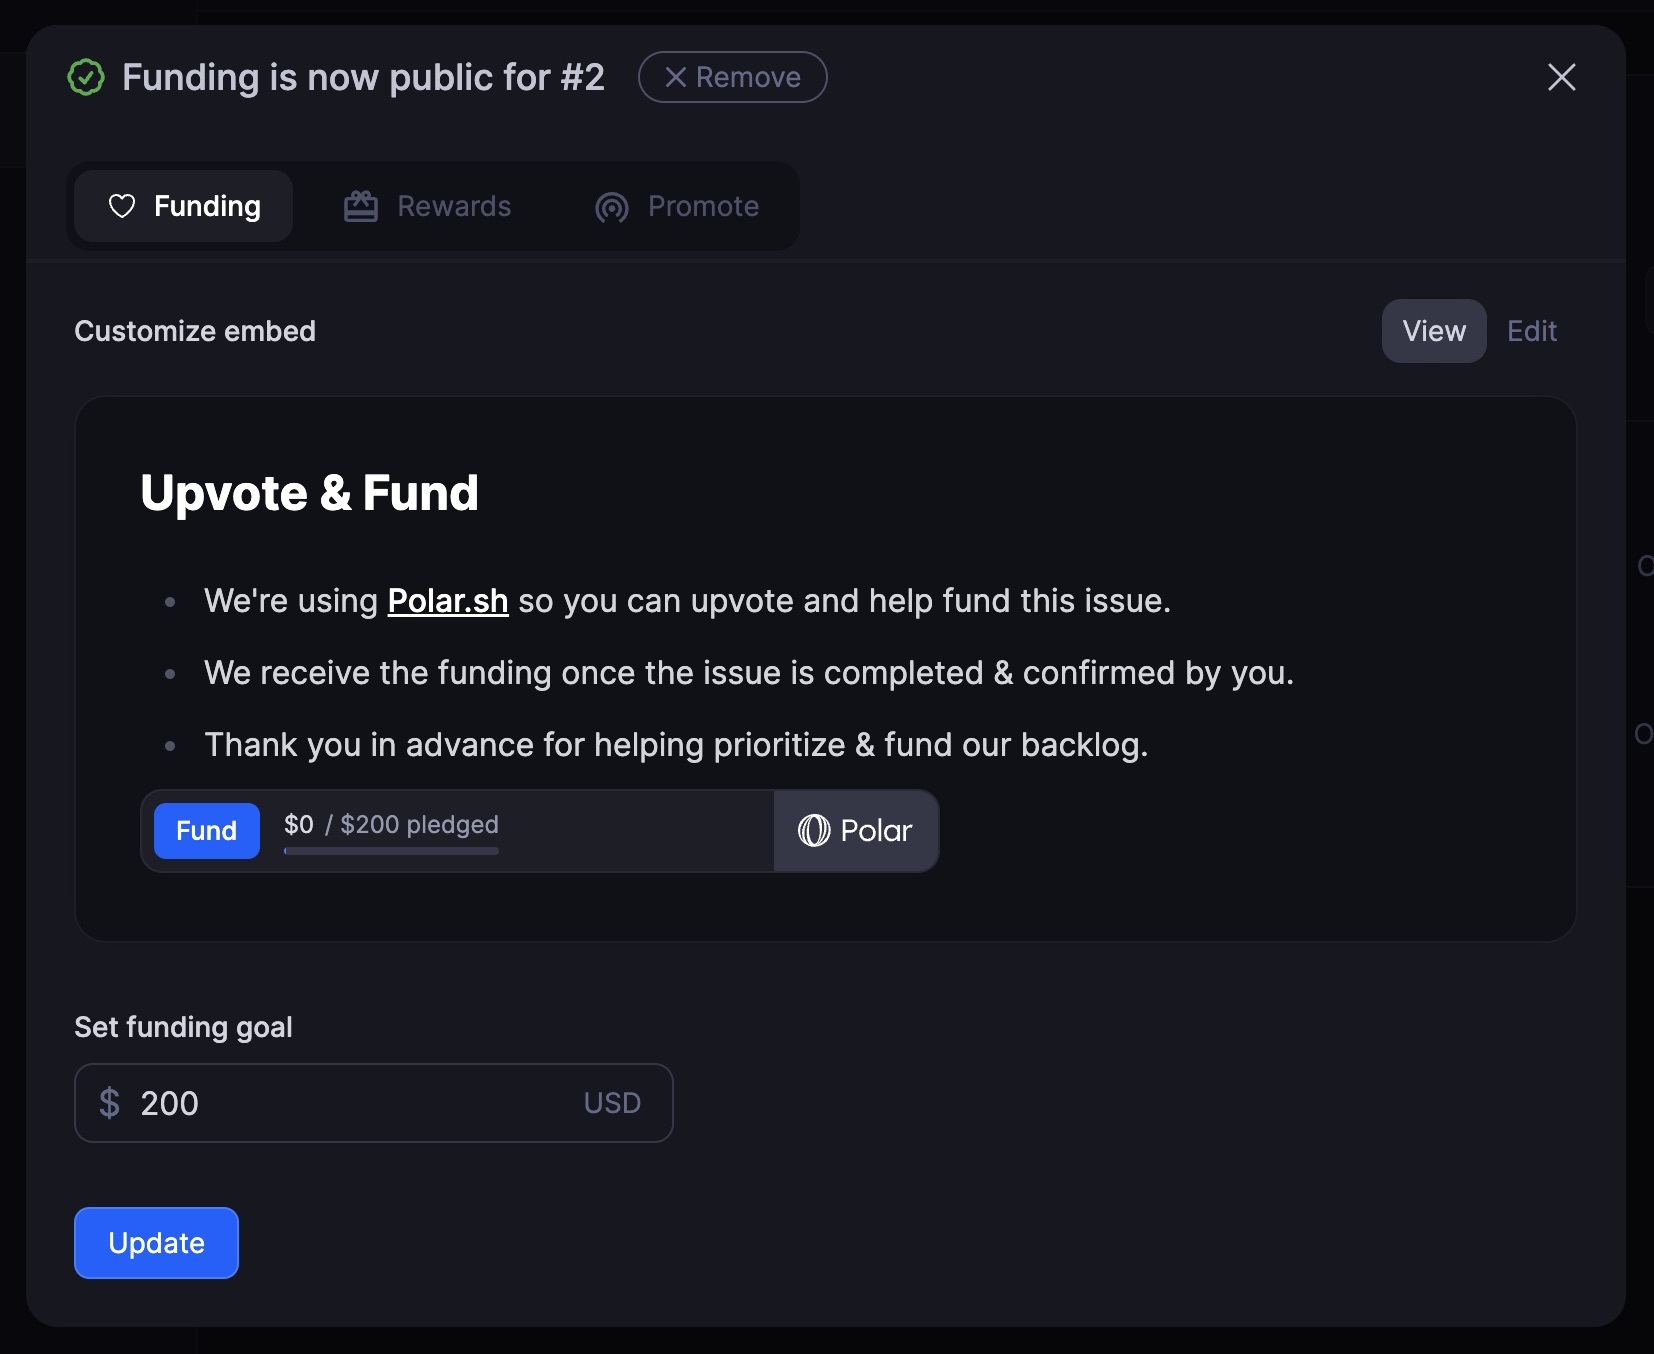 Funding is now public for #2
Remove
Funding
Rewards
Promote
Customize embed
View
Edit
Upvote & Fund
We're using Polar.sh so you can upvote and help fund this issue.
We receive the funding once the issue is completed & confirmed by you.
Thank you in advance for helping prioritize & fund our backlog.
Fund
$0 / $200 pledged
Polar
Set funding goal
$ 200 USD
Update